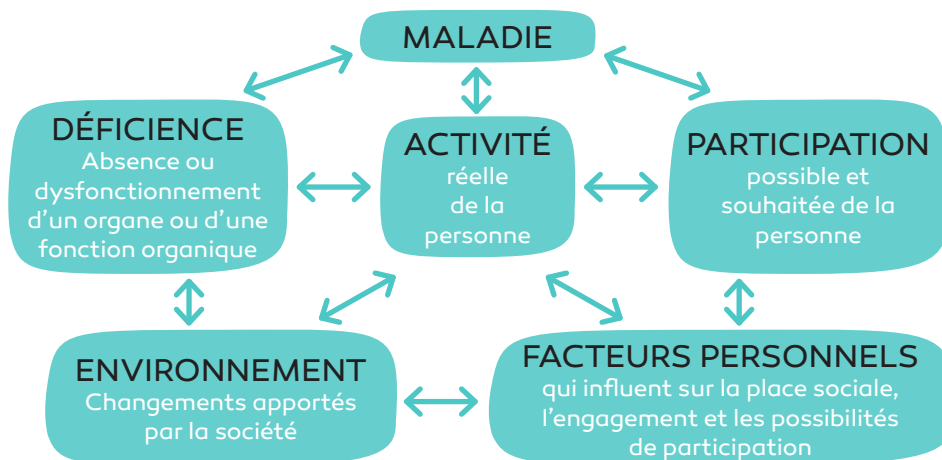 MALADIE
DÉFICIENCE
Absence ou
dysfonctionnement
d'un organe ou d'une
fonction organique
ACTIVITÉ
réelle
de la
personne
PARTICIPATION
possible et
souhaitée de la
personne
ENVIRONNEMENT
Changements apportés
par la société
FACTEURS PERSONNELS
qui influent sur la place sociale,
l'engagement et les possibilités
de participation